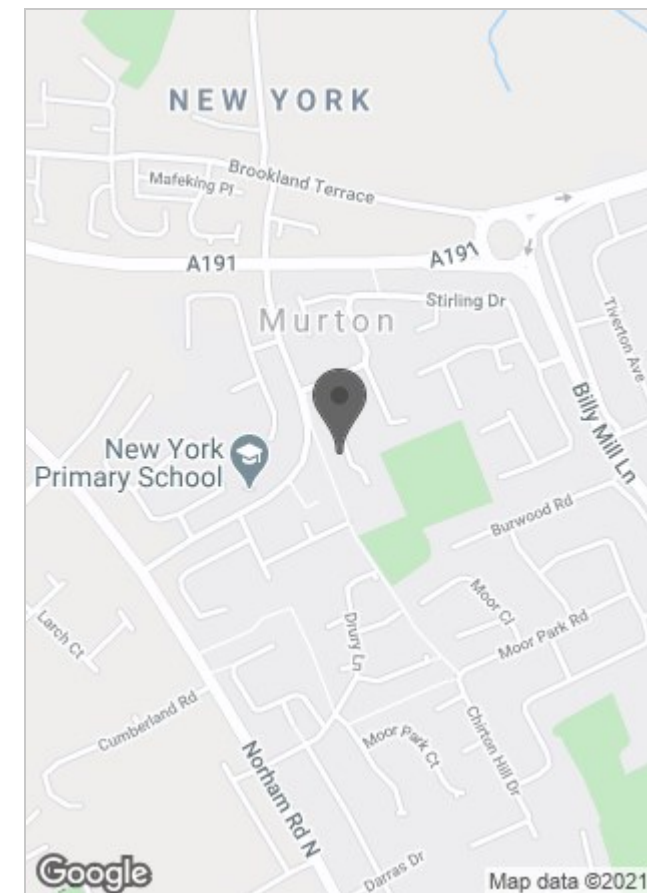 NEW YORK
Brookland Terrace
Mafeking Pl
A191
A191
Stirling Dr
Murton
Tiverton Ave
Billy Mill Ln
New York
Primary School
Burwood Rd
Moor Cl
Larch Ct
Drury Ln
Moor Park Rd
Cumberland Rd
Chirton Hill Dr
Moor Park Ct
Norham Rd N
Darras Dr
Google
Map data ©2021